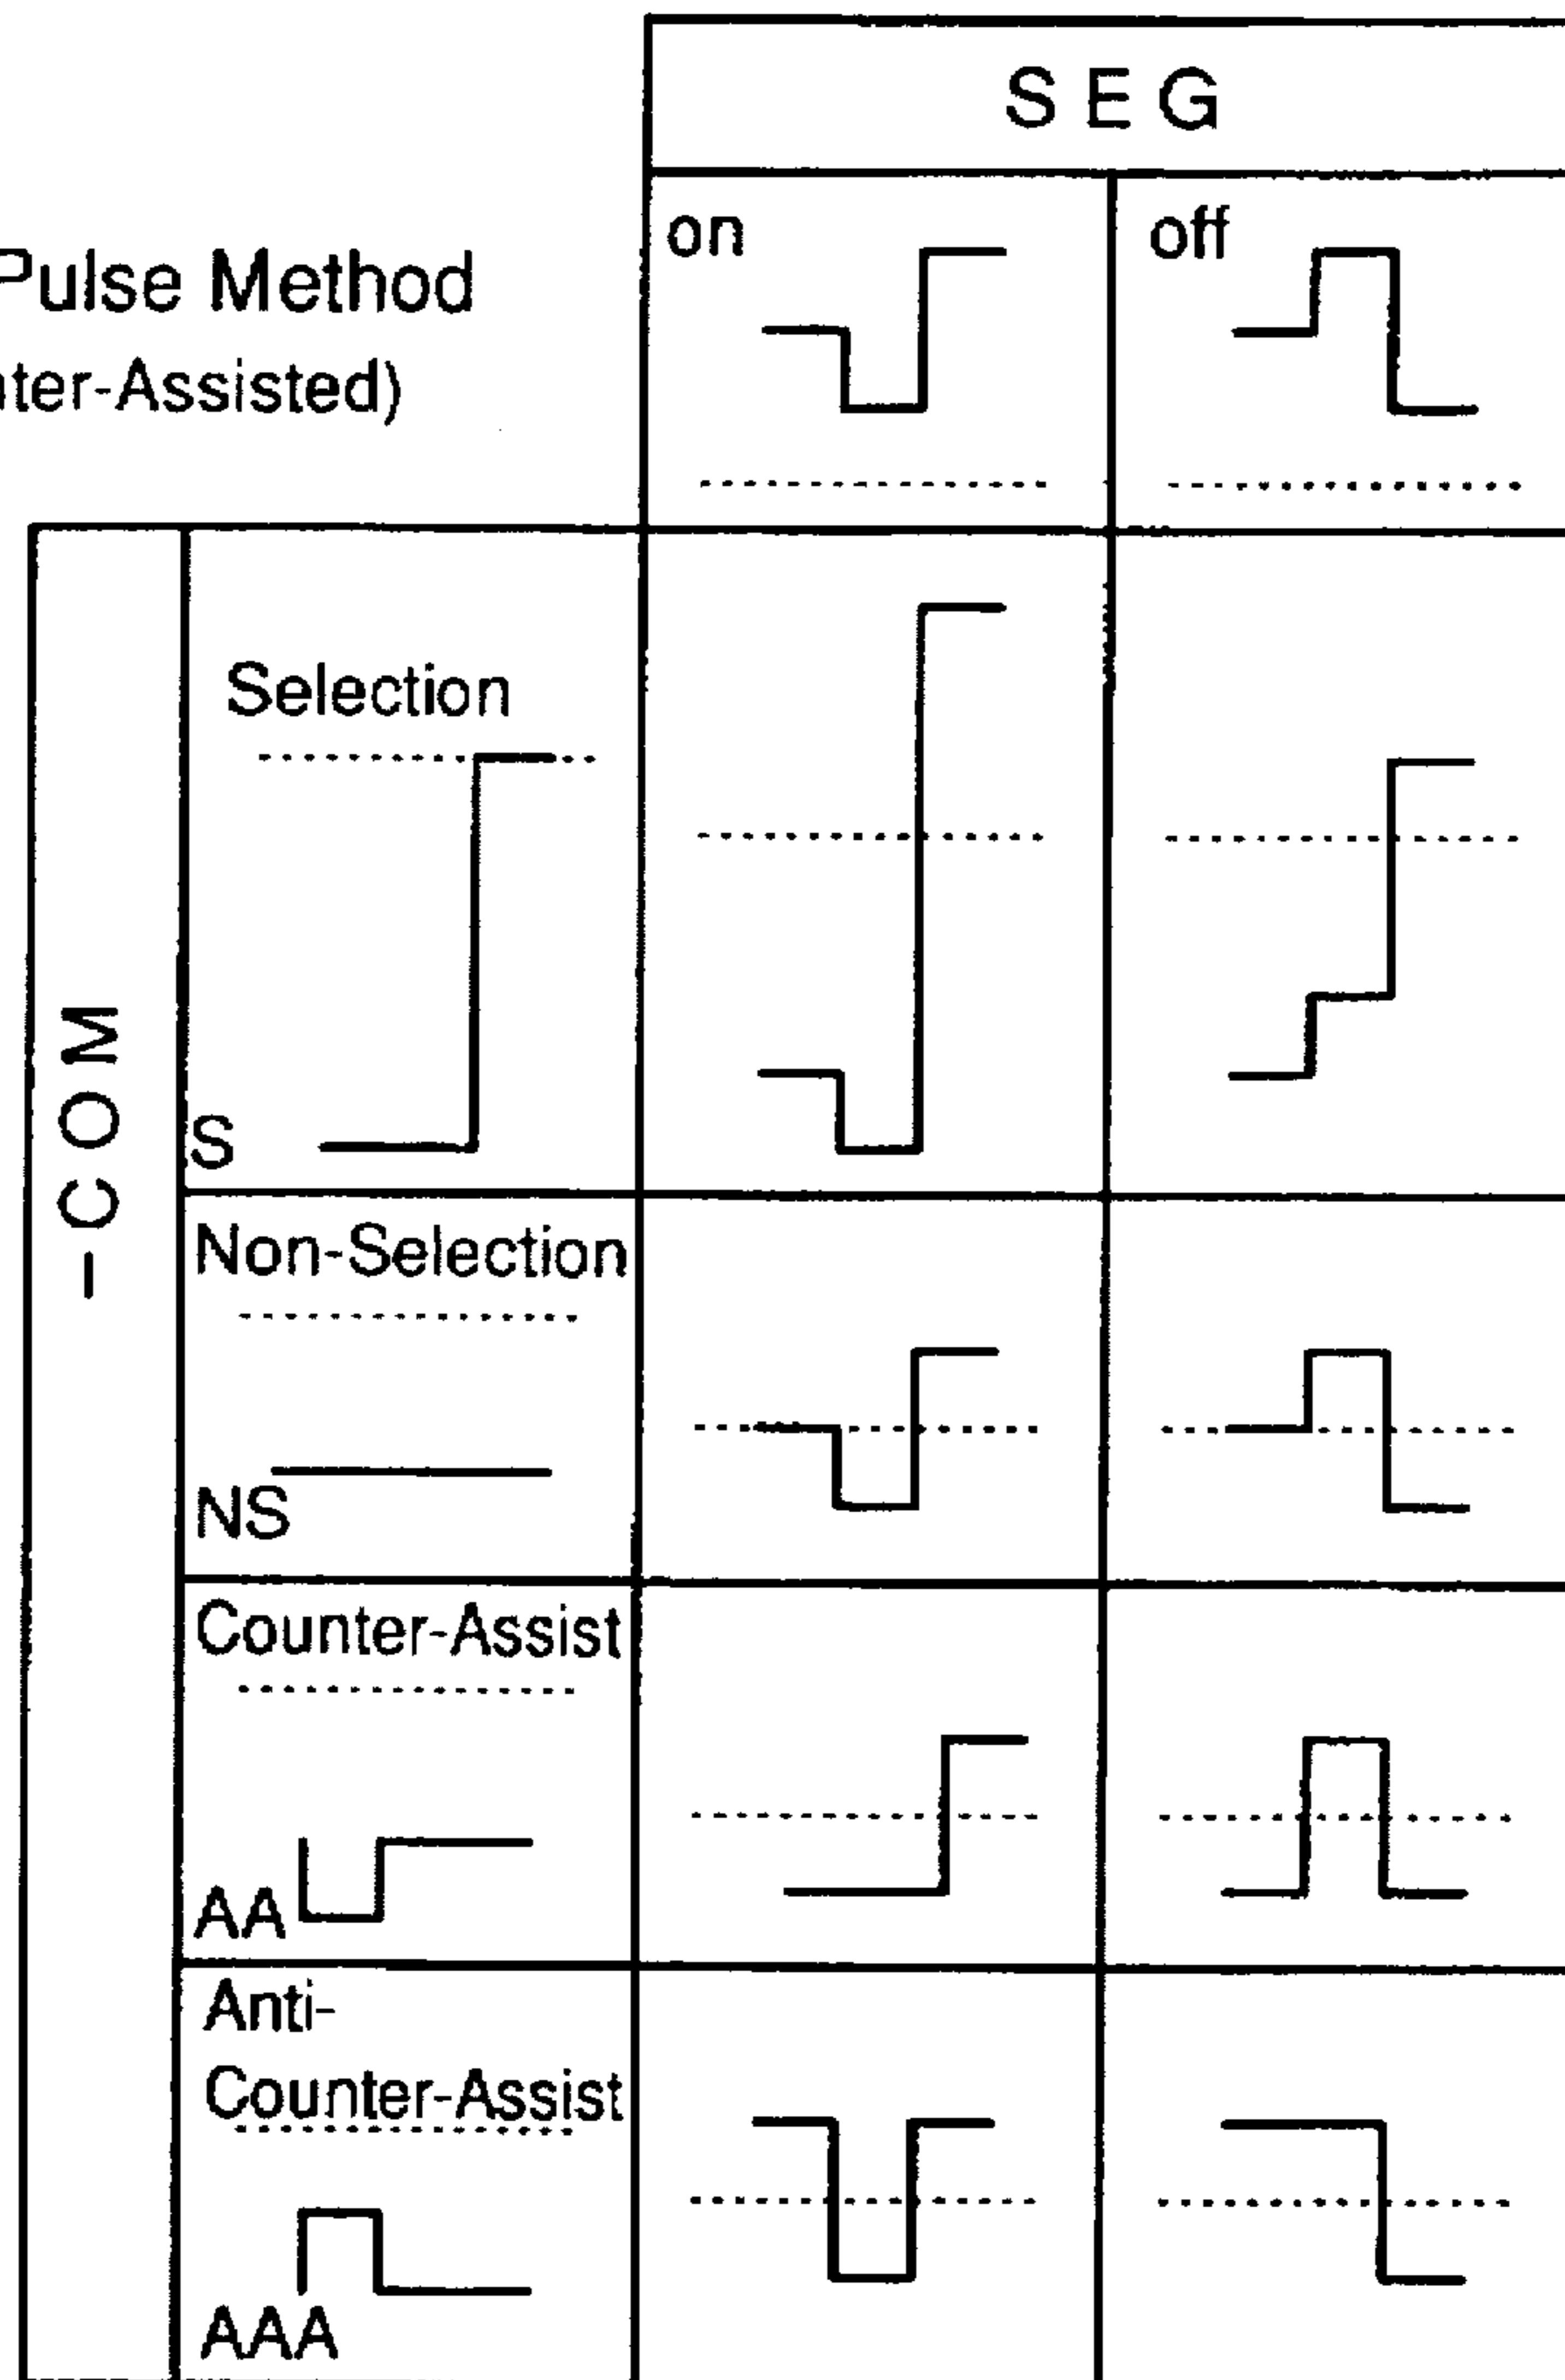 SEG
on
off
Pulse Method
ter-Assisted)
-COM
Selection
S
Non-Selection
NS
Counter-Assist
AA
Anti-
Counter-Assist
AAA